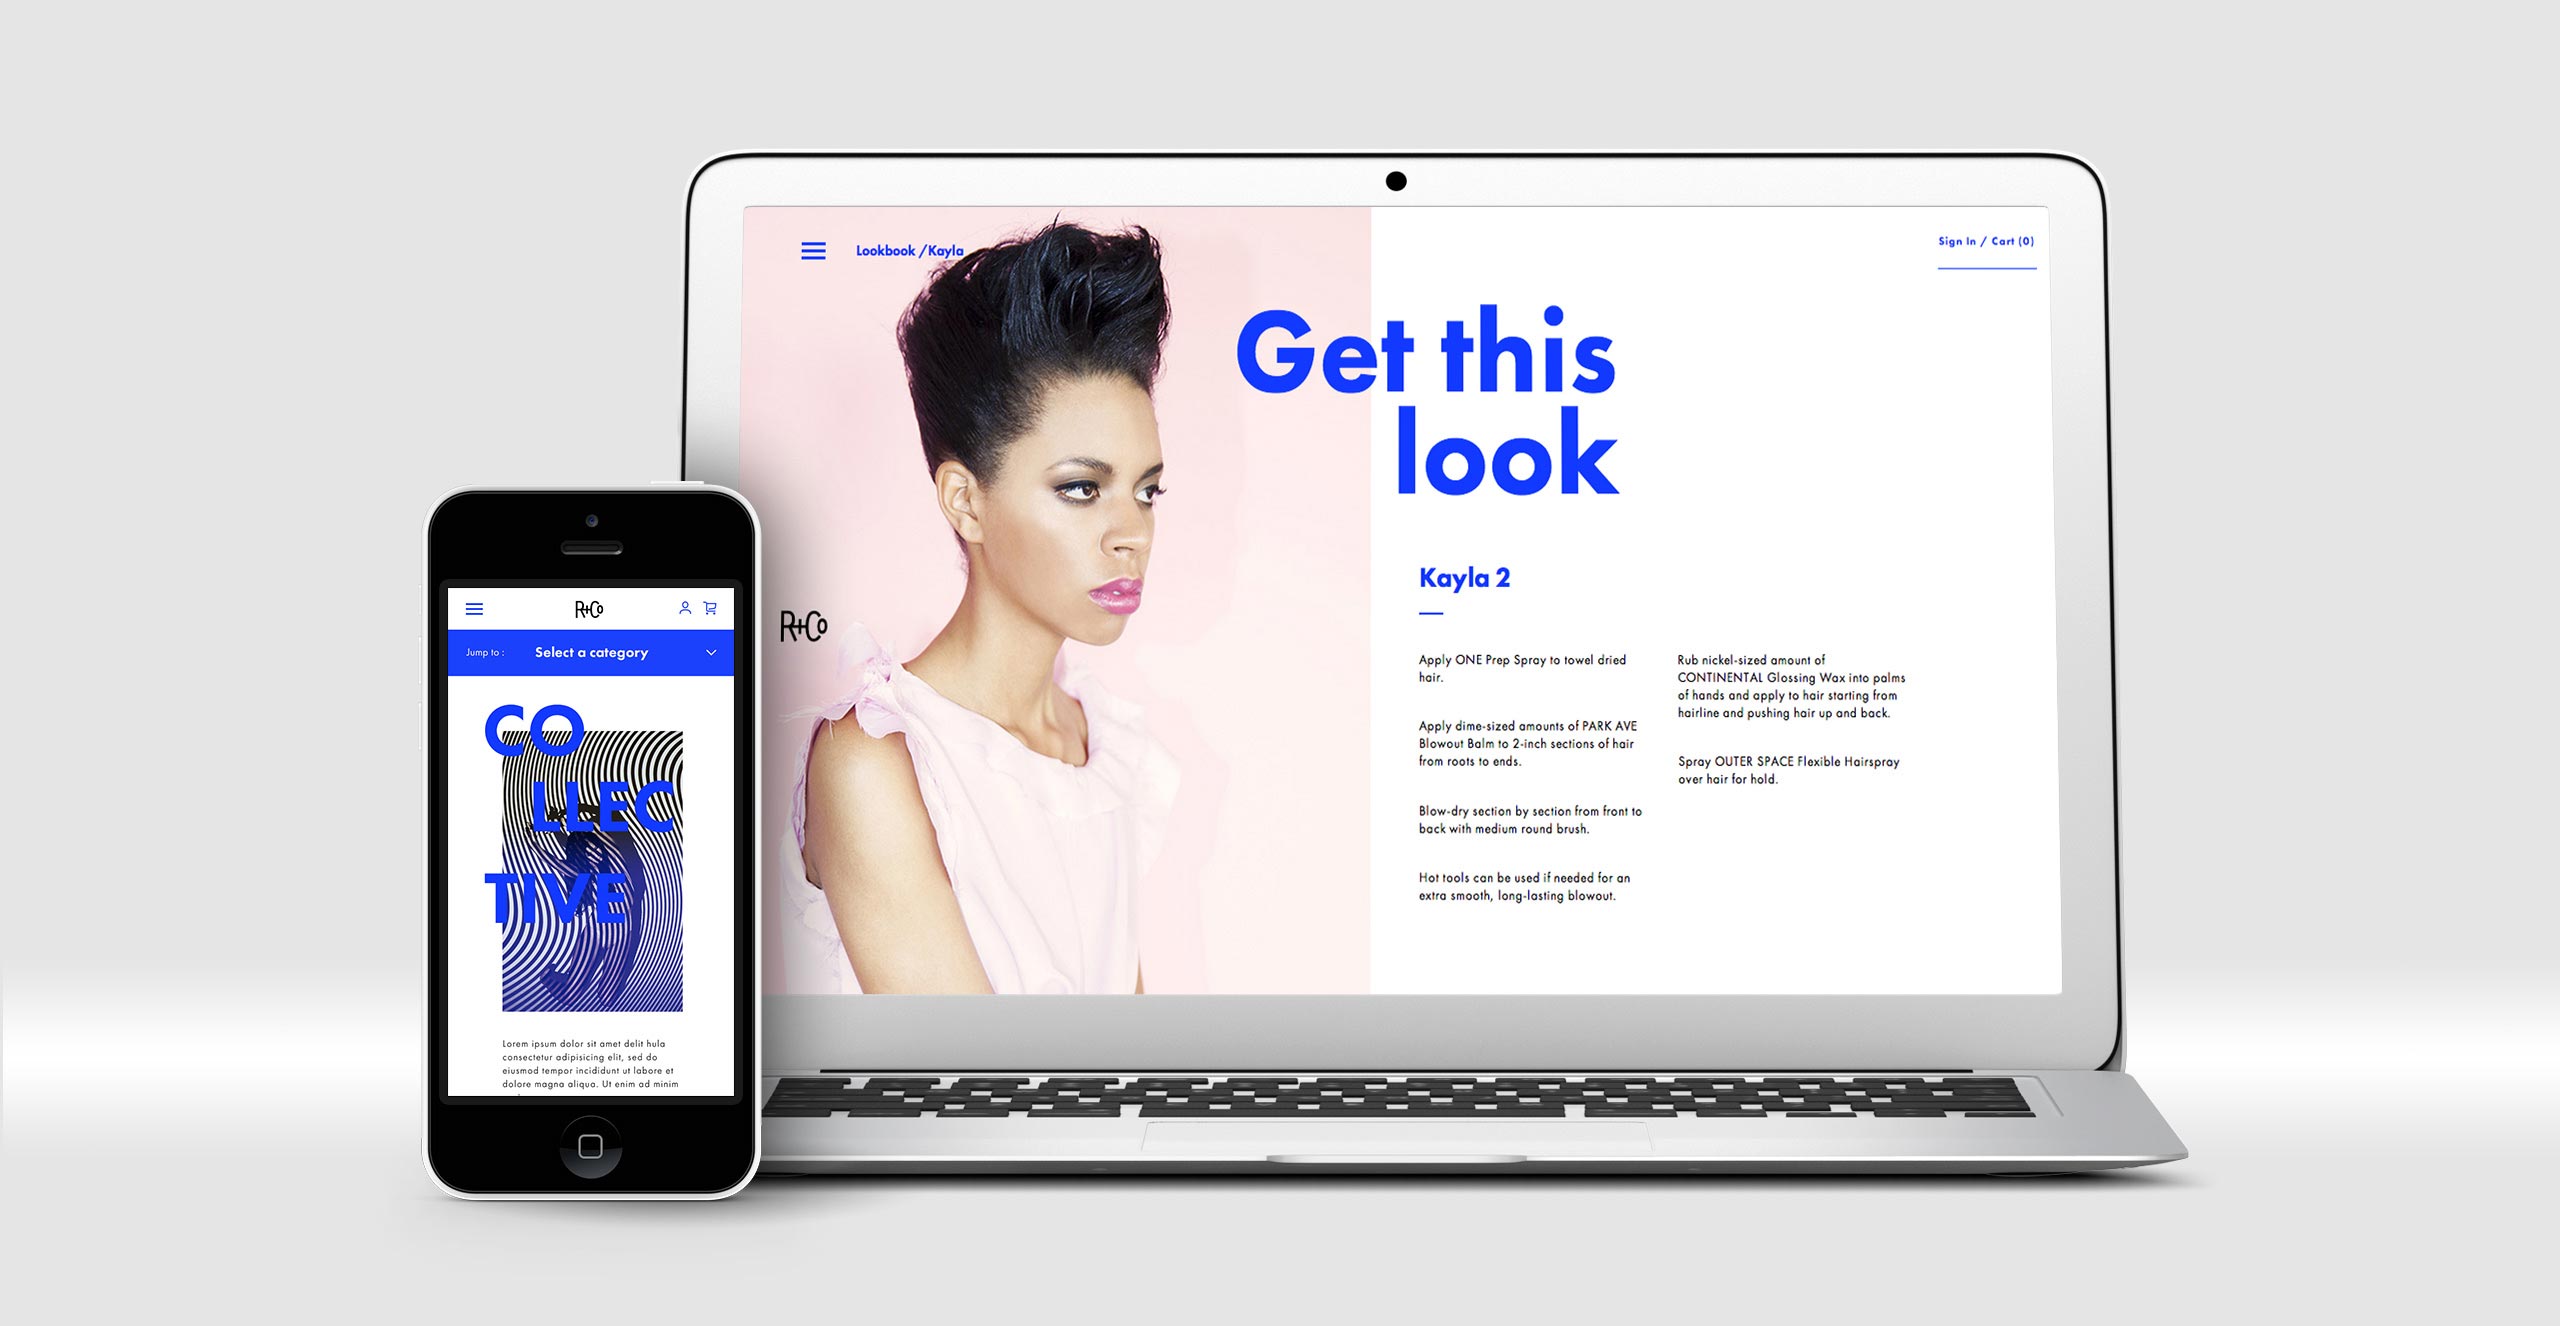 Lookbook /Kayla
Sign In / Cart (0)
Get this
look
R+Co
Kayla 2
Apply ONE Prep Spray to towel dried
hair.
Apply dime-sized amounts of PARK AVE
Blowout Balm to 2-inch sections of hair
from roots to ends.
Blow-dry section by section from front to
back with medium round brush.
Hot tools can be used if needed for an
extra smooth, long-lasting blowout.
Rub nickel-sized amount of
CONTINENTAL Glossing Wax into palms
of hands and apply to hair starting from
hairline and pushing hair up and back.
Spray OUTER SPACE Flexible Hairspray
over hair for hold.
R+Co
Jump to :
Select a category
CO
LLEC
TIVE
Lorem ipsum dolor sit amet delit hula
consectetur adipisicing elit, sed do
eiusmod tempor incididunt ut labore et
dolore magna aliqua. Ut enim ad minim